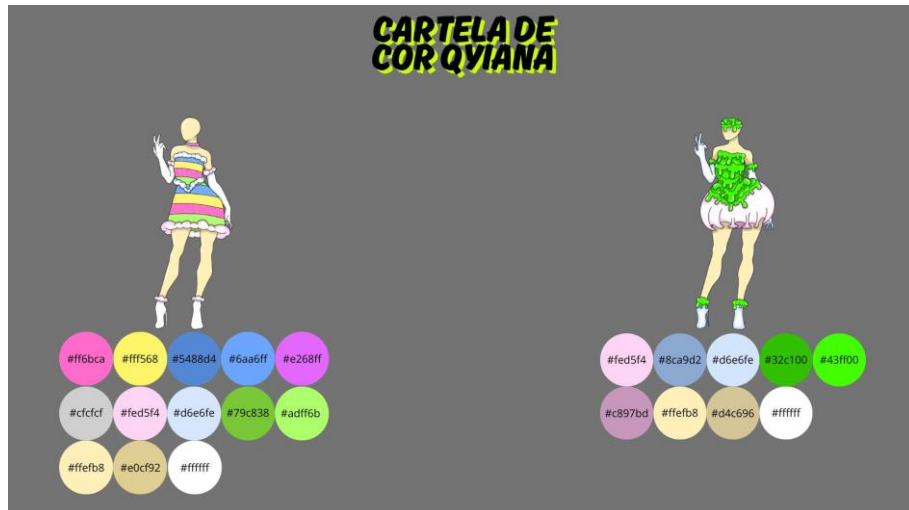 CARTELA DE
COR QYIANA
#ff6bca #fff568 #5488d4 #6aa6ff #e268ff
#cfcfcf #fed5f4 #d6e6fe #79c838 #adff6b
#ffefb8 #e0cf92 #ffffff
#fed5f4 #8ca9d2 #d6e6fe #32c100 #43ff00
#c897bd #ffefb8 #d4c696 #ffffff